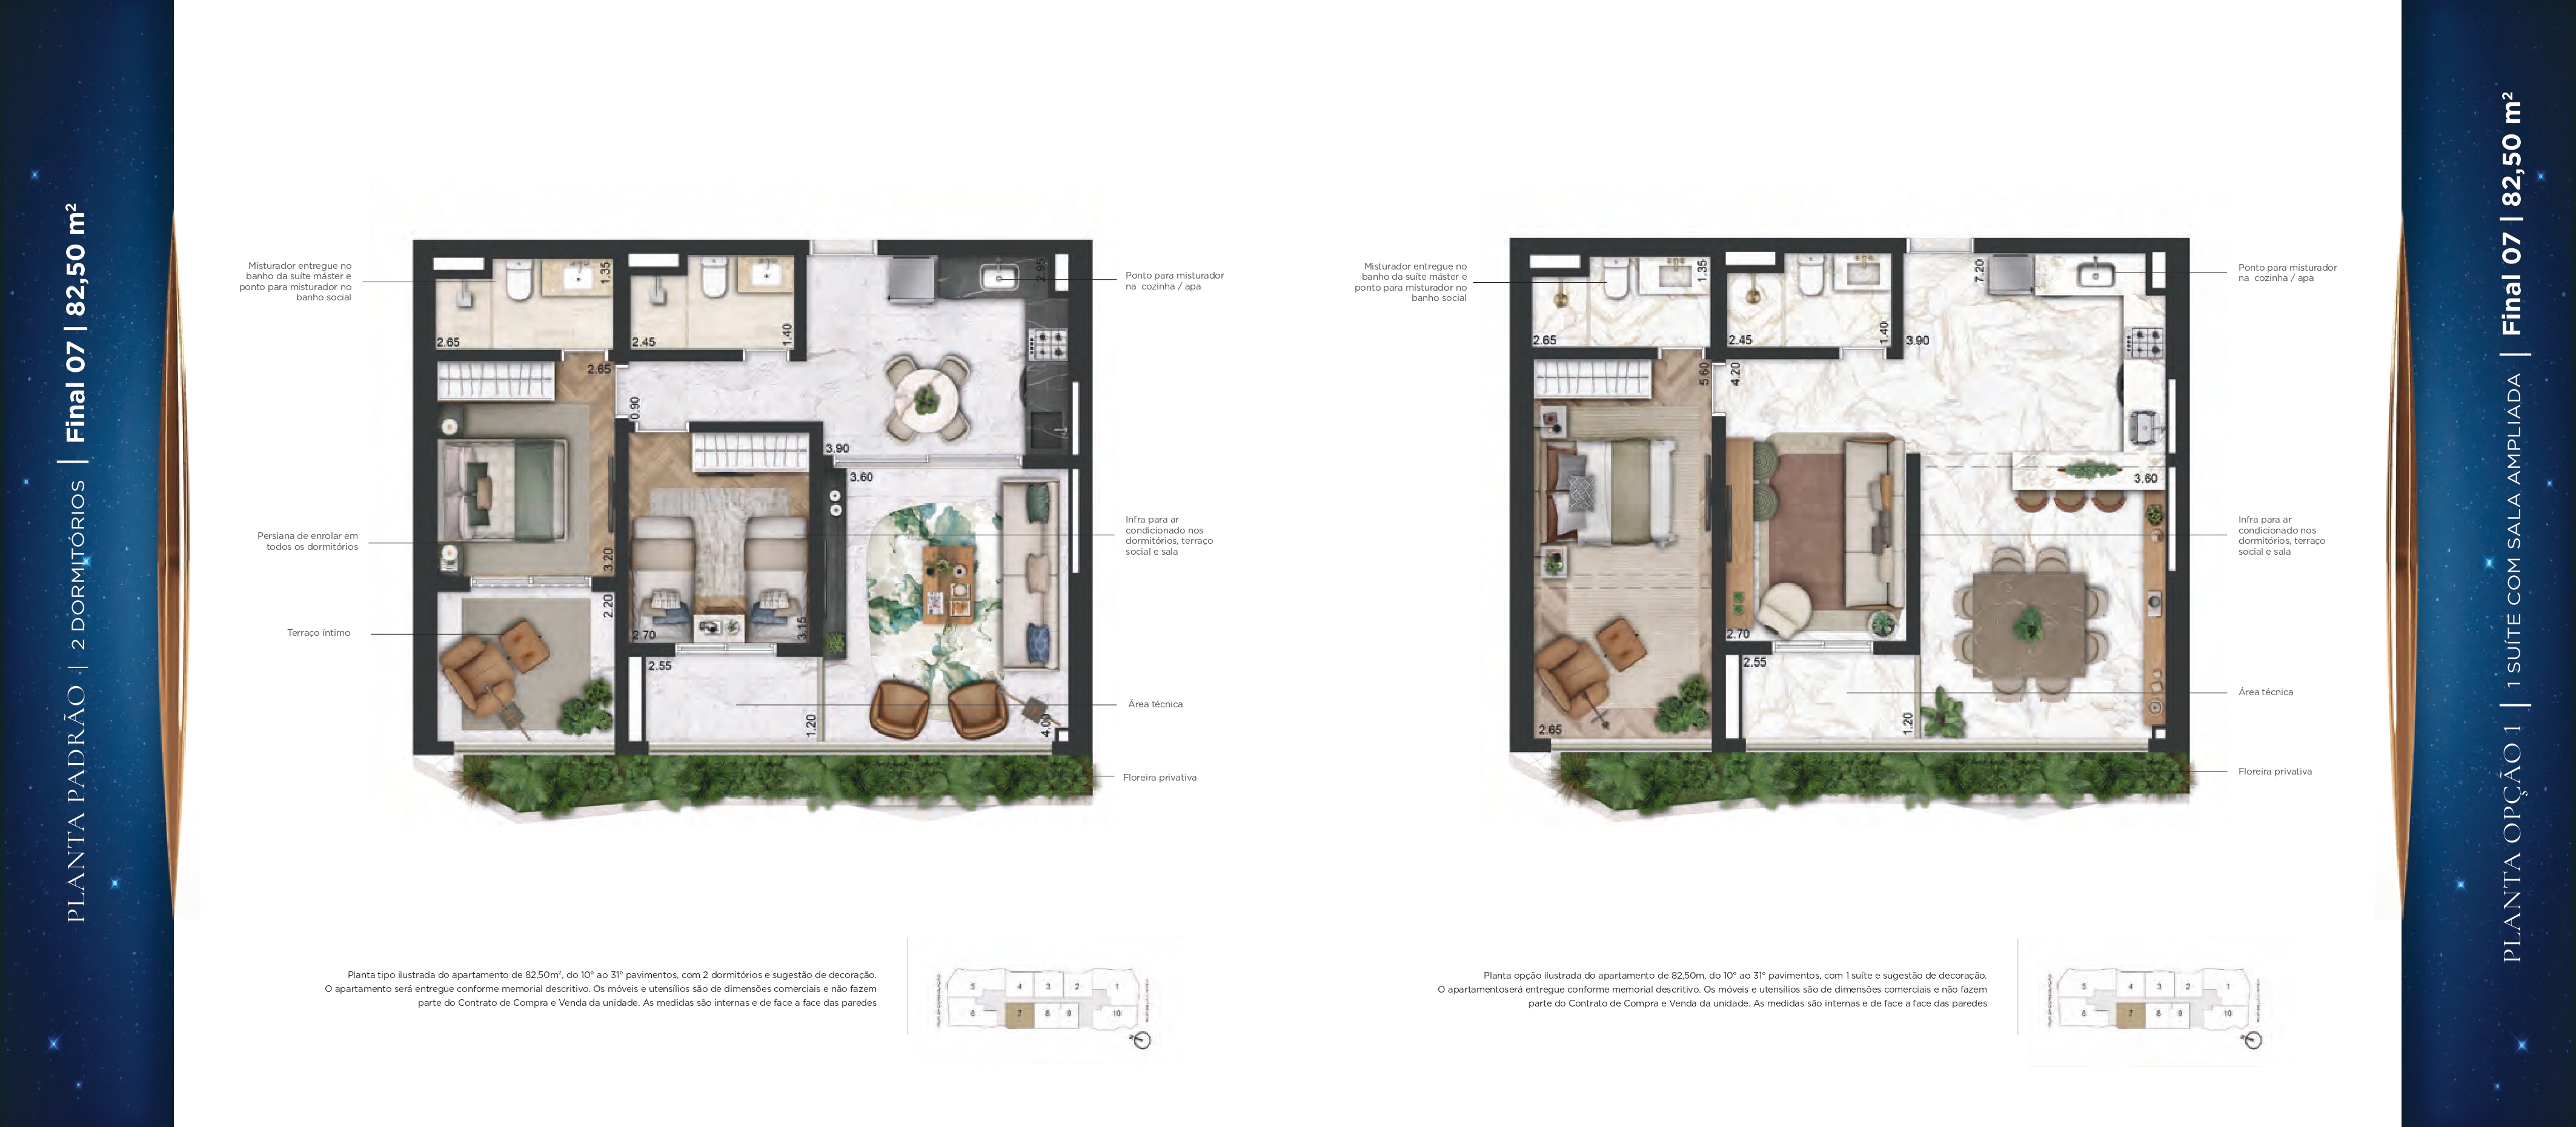 PLANTA PADRÃO | 2 DORMITÓRIOS | Final 07 | 82,50 m²
Misturador entregue no
banho da suíte máster e
ponto para misturador no
banho social
Persiana de enrolar em
todos os dormitórios
Terraço íntimo
1.35
2.65
2.45
1.40
2.95
2.65
0.90
3.90
3.60
3.20
2.20
2.70
3.15
2.55
1.20
4.00
Ponto para misturador
na cozinha / apa
Infra para ar
condicionado nos
dormitórios, terraço
social e sala
Área técnica
Floreira privativa
Planta tipo ilustrada do apartamento de 82,50m², do 10º ao 31º pavimentos, com 2 dormitórios e sugestão de decoração.
O apartamento será entregue conforme memorial descritivo. Os móveis e utensílios são de dimensões comerciais e não fazem
parte do Contrato de Compra e Venda da unidade. As medidas são internas e de face a face das paredes
5 4 3 2 1
6 7 8 9 10
Misturador entregue no
banho da suíte máster e
ponto para misturador no
banho social
1.35
2.65
2.45
1.40
7.20
3.90
5.60
4.20
3.60
2.70
2.55
2.65
1.20
Ponto para misturador
na cozinha / apa
Infra para ar
condicionado nos
dormitórios, terraço
social e sala
Área técnica
Floreira privativa
Planta opção ilustrada do apartamento de 82,50m, do 10º ao 31º pavimentos, com 1 suíte e sugestão de decoração.
O apartamentoserá entregue conforme memorial descritivo. Os móveis e utensílios são de dimensões comerciais e não fazem
parte do Contrato de Compra e Venda da unidade. As medidas são internas e de face a face das paredes
5 4 3 2 1
6 7 8 9 10
PLANTA OPÇÃO 1 | 1 SUÍTE COM SALA AMPLIADA | Final 07 | 82,50 m²